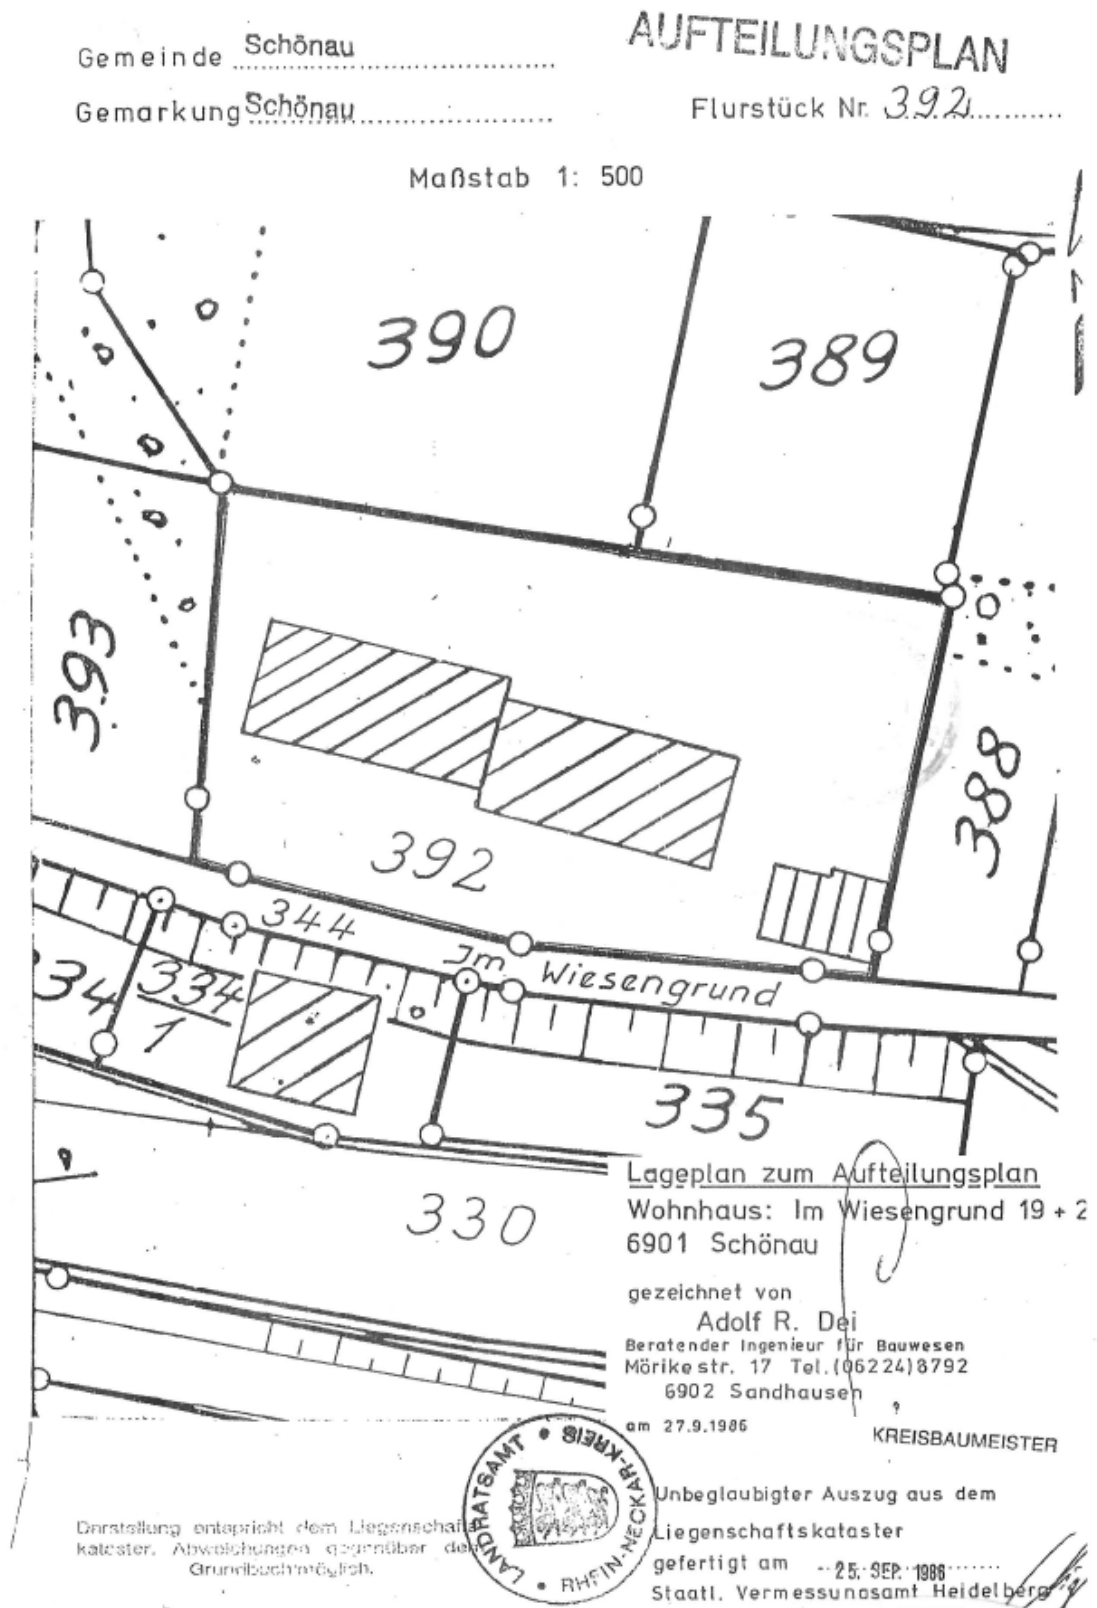 Gemeinde Schönau
AUFTEILUNGSPLAN
Gemarkung Schönau
Flurstück Nr. 392
Maßstab 1: 500
390
389
393
388
392
344
Im Wiesengrund
34
334
1
335
330
Lageplan zum Aufteilungsplan
Wohnhaus: Im Wiesengrund 19 + 2
6901 Schönau
gezeichnet von
Adolf R. Dei
Beratender Ingenieur für Bauwesen
Mörikestr. 17 Tel.(06224)8792
6902 Sandhausen
am 27.9.1986
KREISBAUMEISTER
LANDRATSAMT • RHEIN-NECKAR-KREIS •
Unbeglaubigter Auszug aus dem
Liegenschaftskataster
gefertigt am 25. SEP. 1986
Staatl. Vermessungsamt Heidelberg
Darstellung entspricht dem Liegenschafts
kataster. Abweichungen gegenüber dem
Grundbuch möglich.